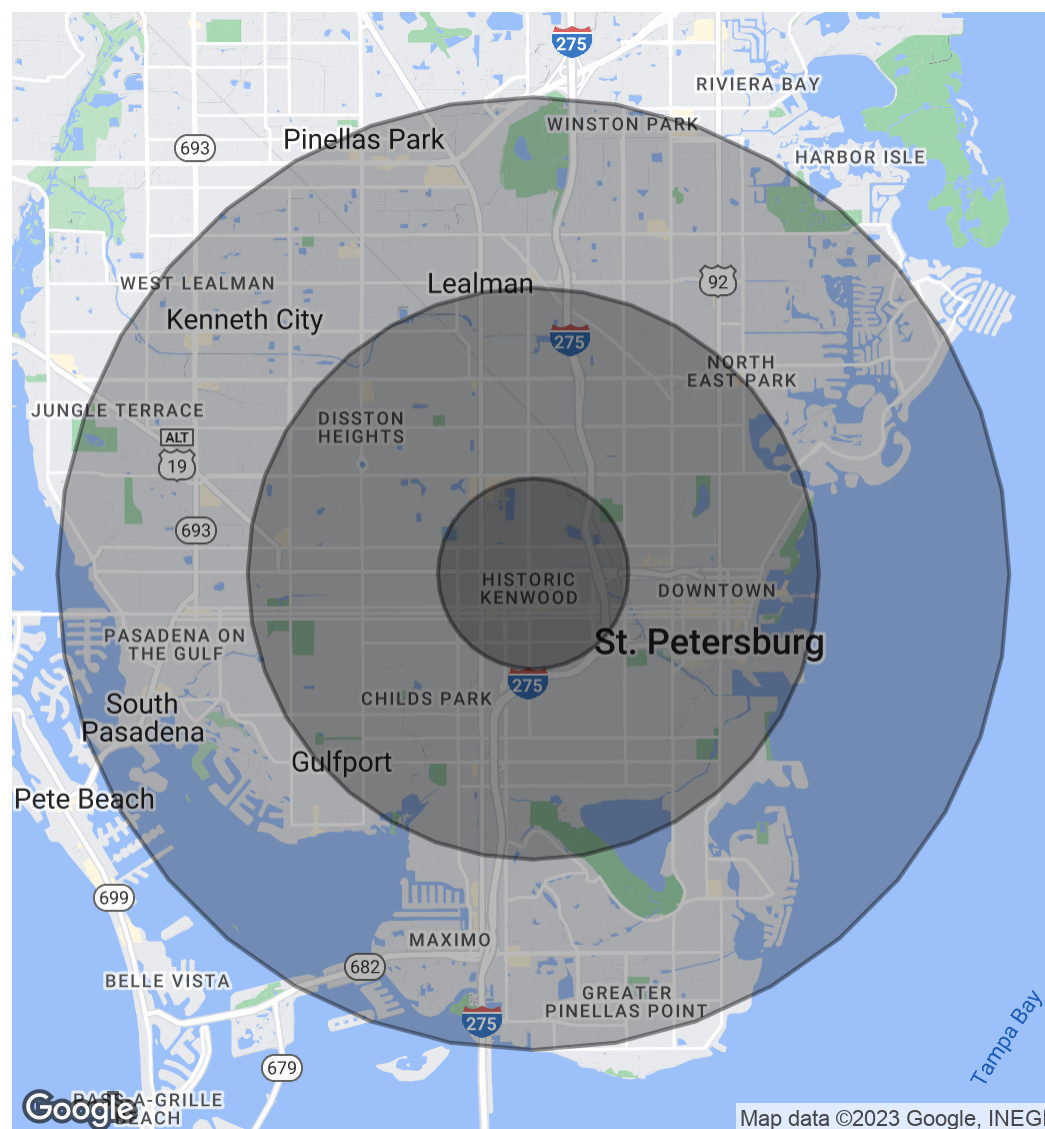 275
RIVIERA BAY
WINSTON PARK
Pinellas Park
693
HARBOR ISLE
WEST LEALMAN
Lealman
92
Kenneth City
275
NORTH
EAST PARK
JUNGLE TERRACE
DISSTON
HEIGHTS
ALT
19
693
HISTORIC
KENWOOD
DOWNTOWN
PASADENA ON
THE GULF
St. Petersburg
275
CHILDS PARK
South
Pasadena
Gulfport
Pete Beach
699
MAXIMO
682
BELLE VISTA
GREATER
PINELLAS POINT
275
Tampa Bay
679
PASS-A-GRILLE
BEACH
Google
Map data ©2023 Google, INEGI